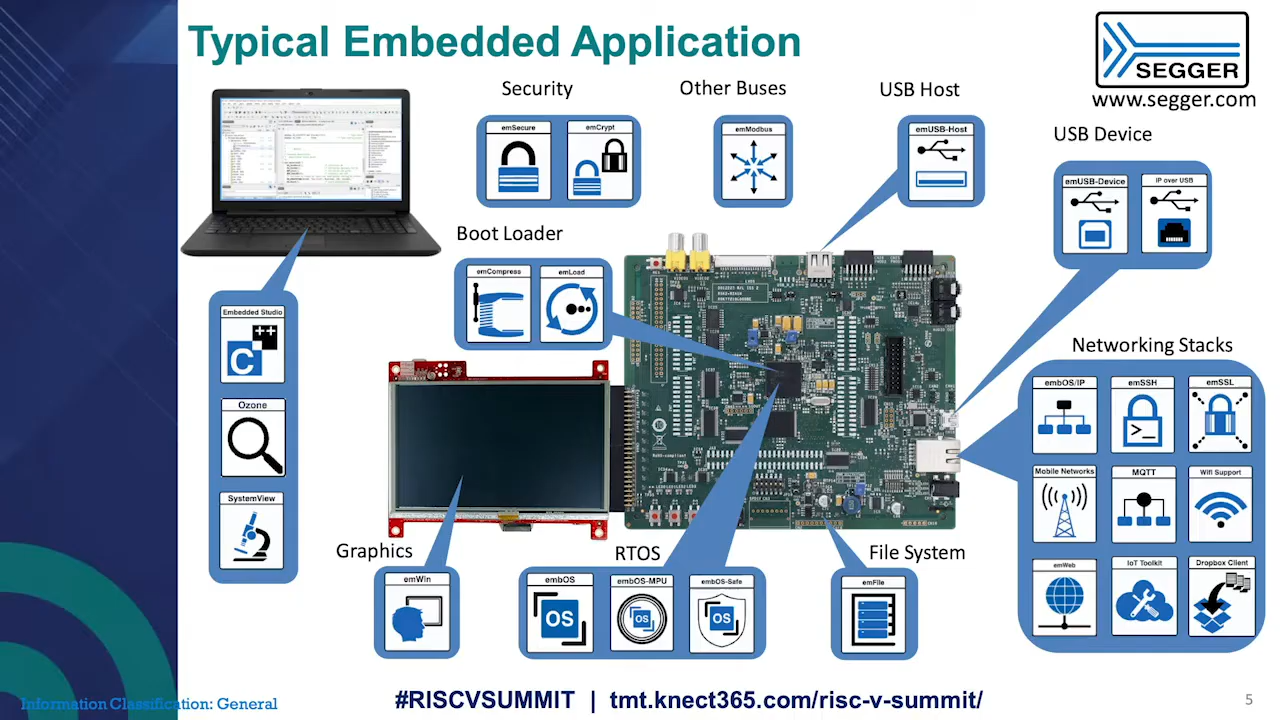 Typical Embedded Application
SEGGER
www.segger.com
Security
emSecure
emCrypt
Other Buses
emModbus
USB Host
emUSB-Host
USB Device
emUSB-Device
IP over USB
Boot Loader
emCompress
emLoad
Embedded Studio
C
++
Ozone
SystemView
Networking Stacks
embOS/IP
emSSH
>_
emSSL
Mobile Networks
MQTT
Wifi Support
emWeb
IoT Toolkit
Dropbox Client
Graphics
emWin
RTOS
embOS
OS
embOS-MPU
OS
embOS-Safe
OS
File System
emFile
Information Classification: General
#RISCVSUMMIT | tmt.knect365.com/risc-v-summit/
5